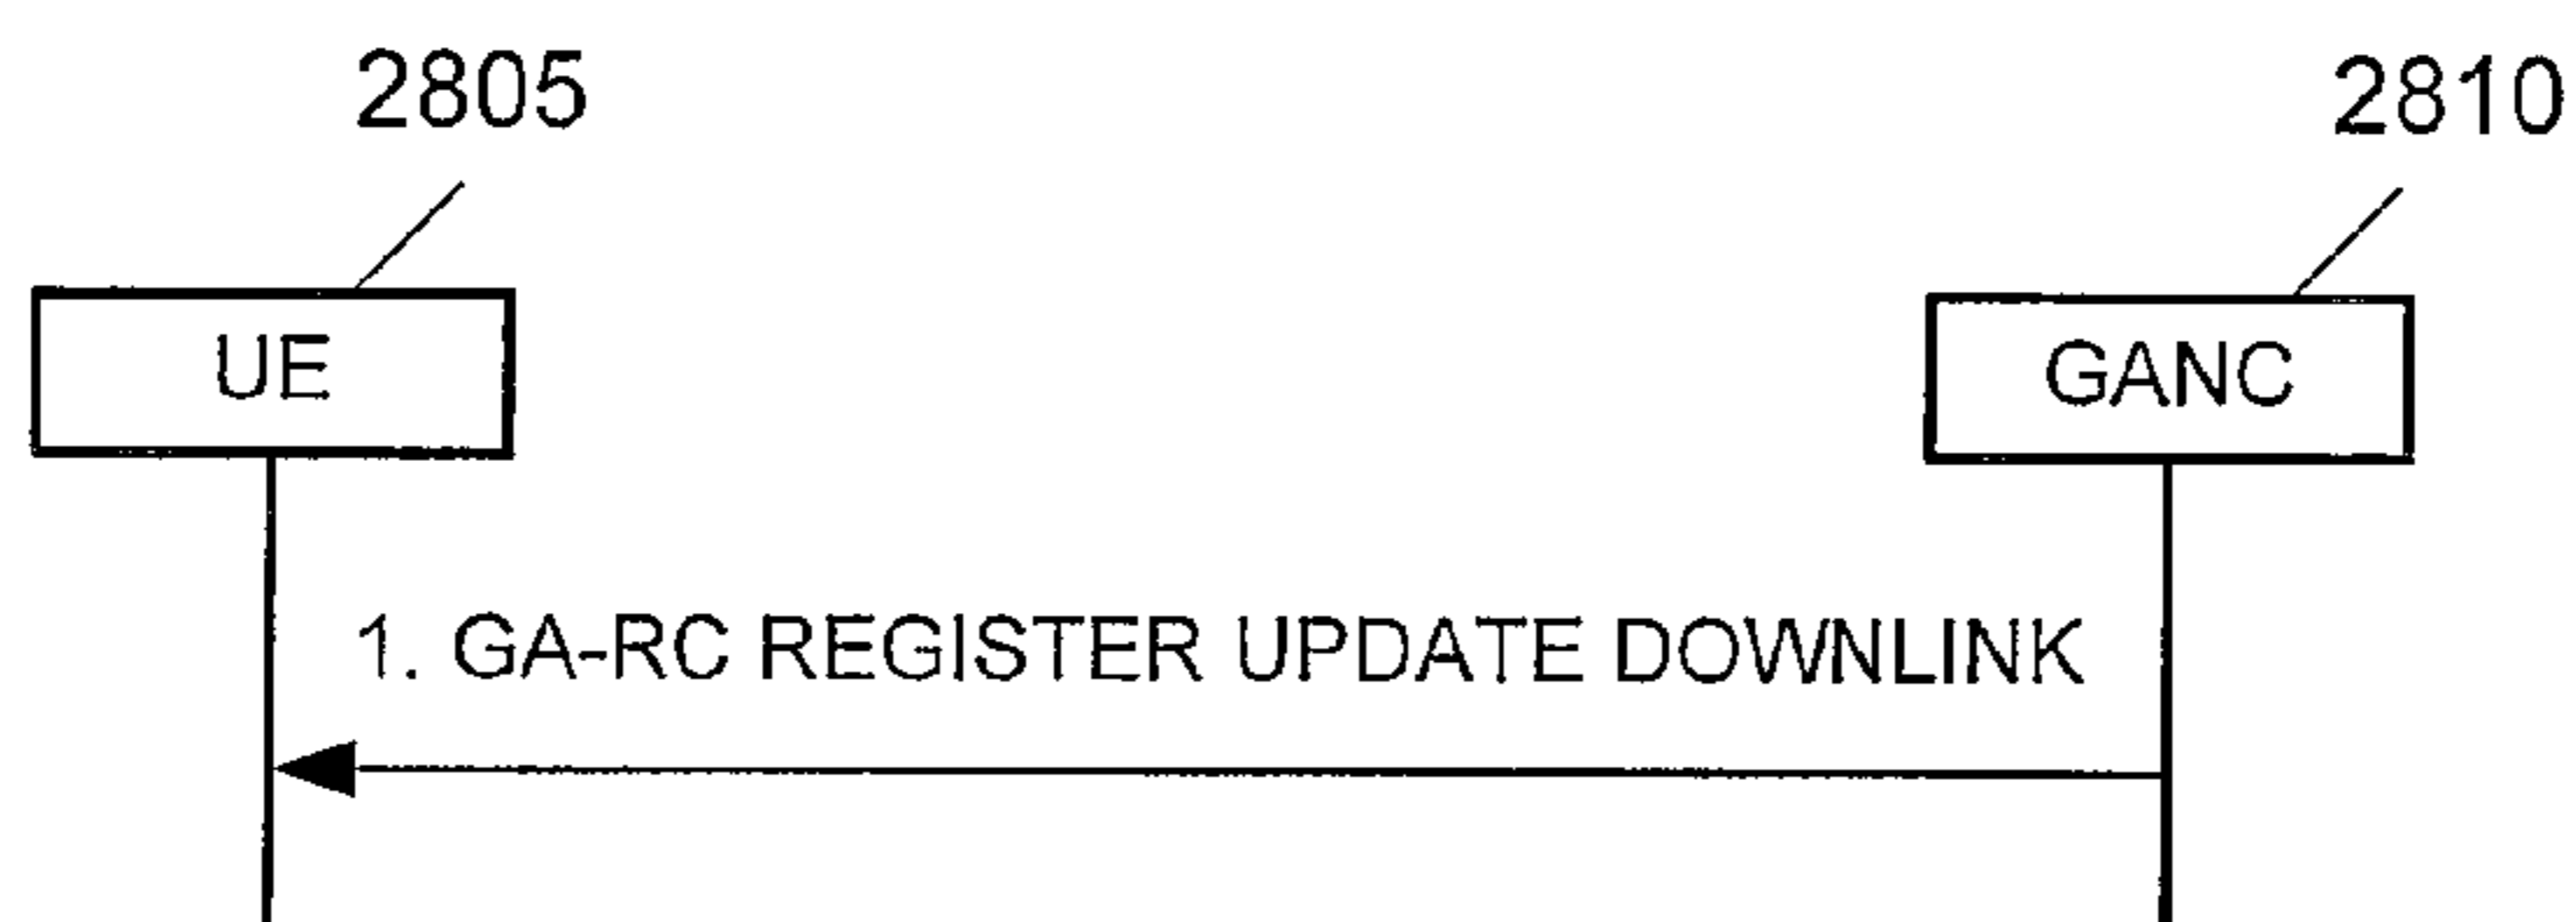 2805
2810
UE
GANC
1. GA-RC REGISTER UPDATE DOWNLINK